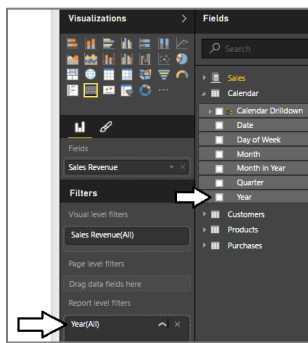 Visualizations
Fields
Sales Revenue
Filters
Visual level filters
Sales Revenue(All)
Page level filters
Drag data fields here
Report level filters
Year(All)
Fields
Search
Sales
Calendar
Calendar Drilldown
Date
Day of Week
Month
Month in Year
Quarter
Year
Customers
Products
Purchases